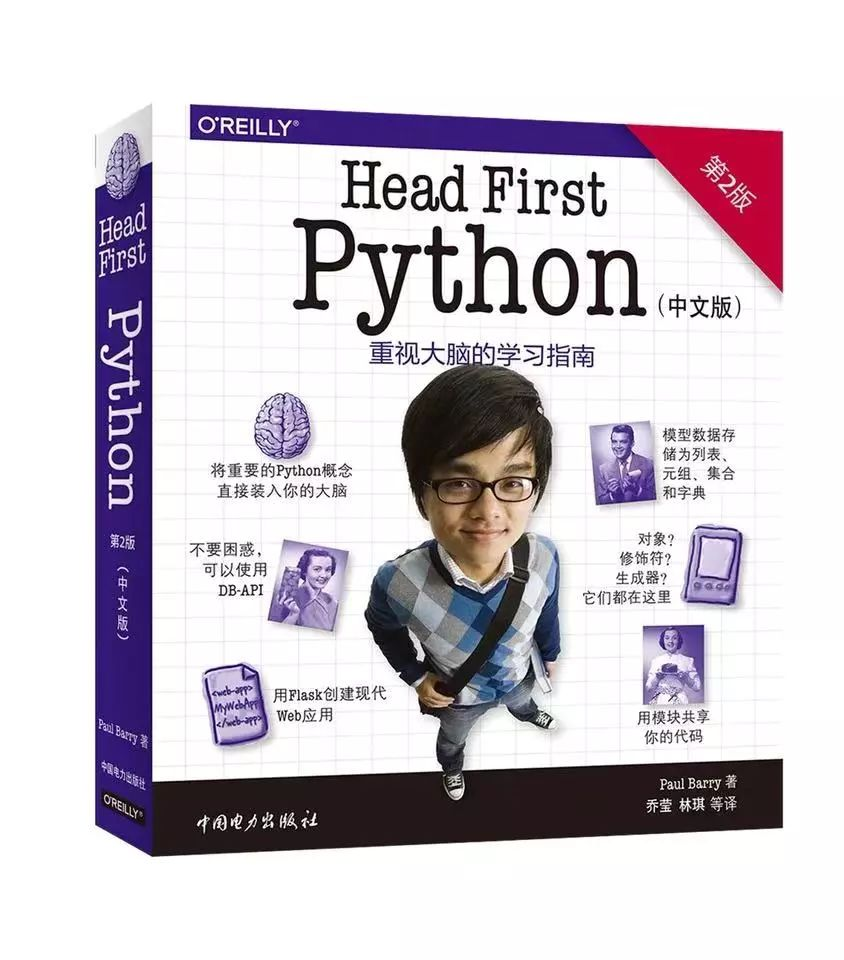 O'REILLY®
第2版
Head First
Python
(中文版)
重视大脑的学习指南
将重要的Python概念
直接装入你的大脑
模型数据存
储为列表、
元组、集合
和字典
不要困惑,
可以使用
DB-API
对象?
修饰符?
生成器?
它们都在这里
<web-app>
MyWebApp
</web-app>
用Flask创建现代
Web应用
用模块共享
你的代码
Paul Barry 著
乔莹 林琪 等译
中国电力出版社
Head
First
Python
第2版
(中文版)
Paul Barry 著
中国电力出版社
O'REILLY®